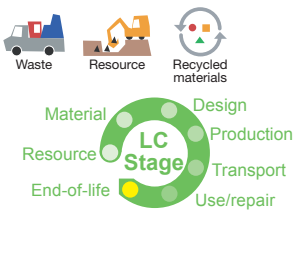 Waste
Resource
Recycled
materials
Material
Design
Production
Resource
LC
Stage
Transport
End-of-life
Use/repair